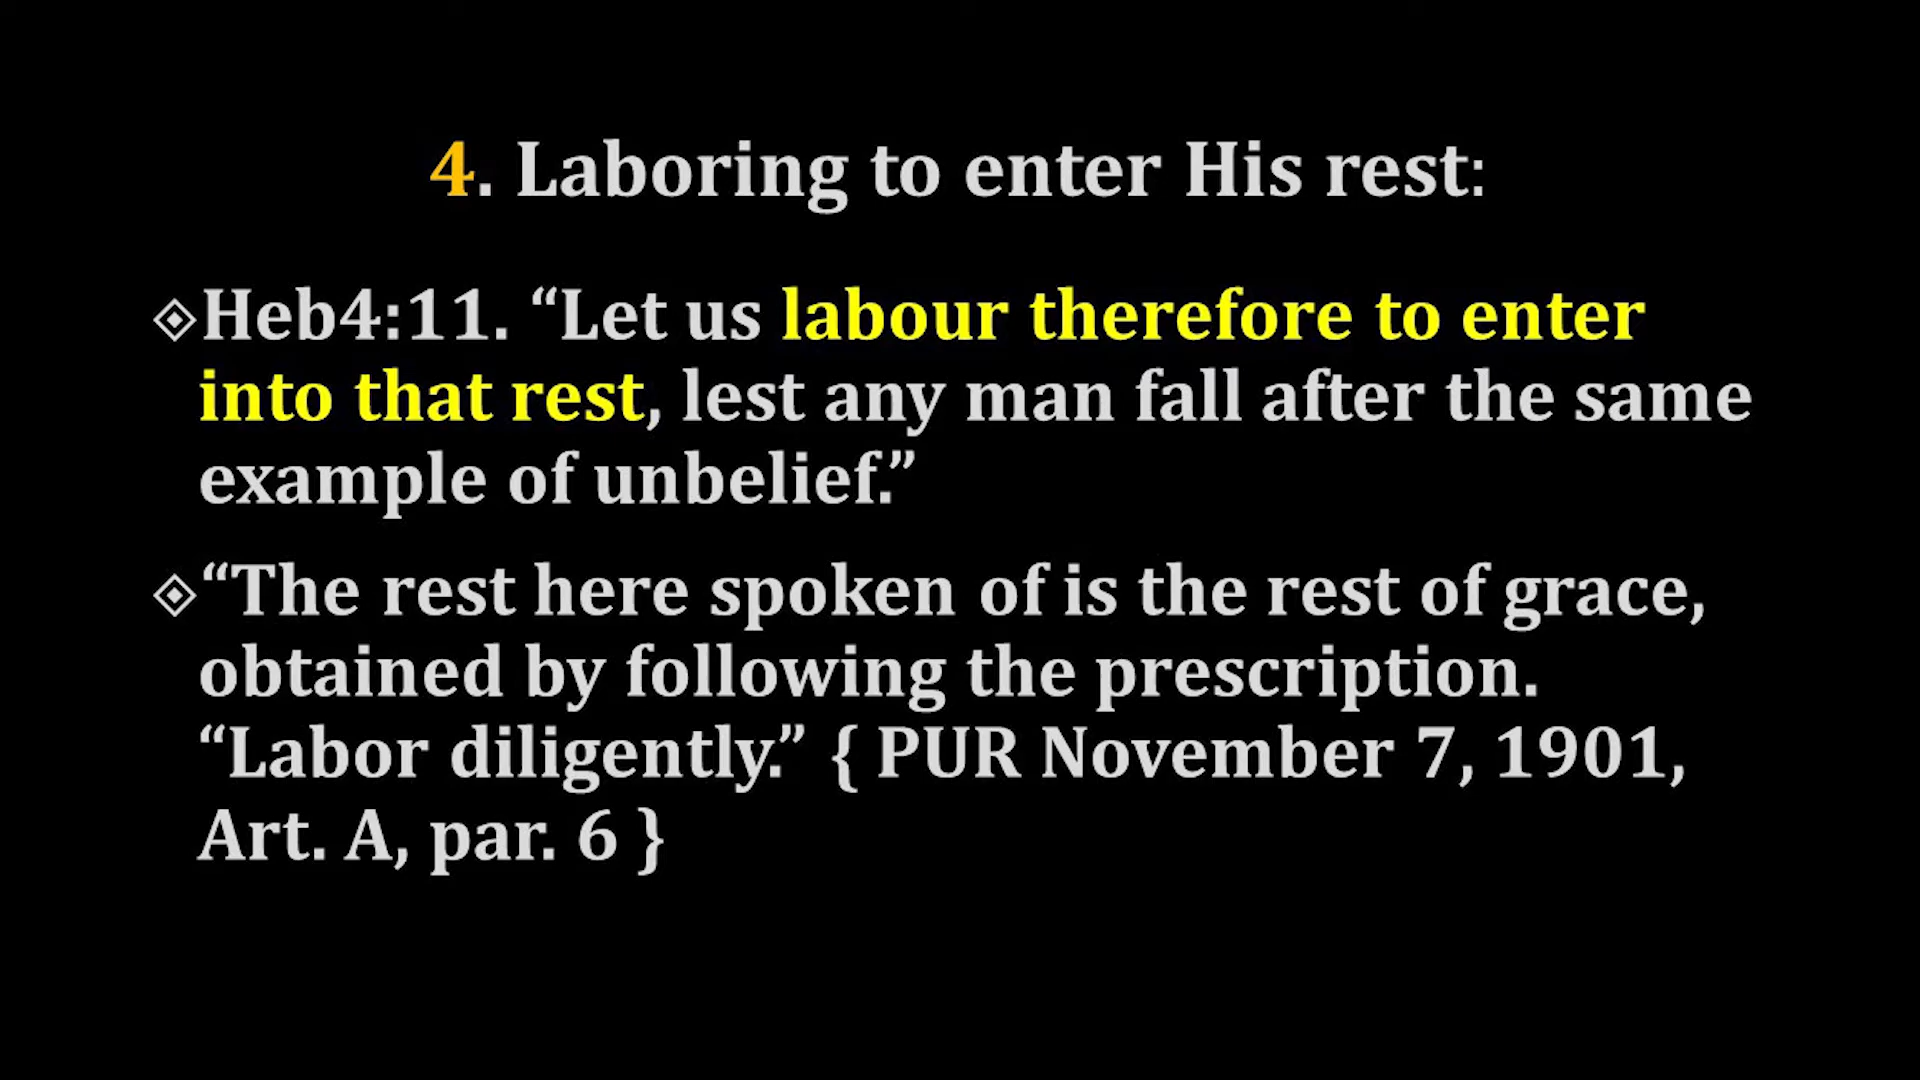 4. Laboring to enter His rest:
Heb4:11. “Let us labour therefore to enter
into that rest, lest any man fall after the same
example of unbelief.”
“The rest here spoken of is the rest of grace,
obtained by following the prescription.
“Labor diligently.” { PUR November 7, 1901,
Art. A, par. 6 }